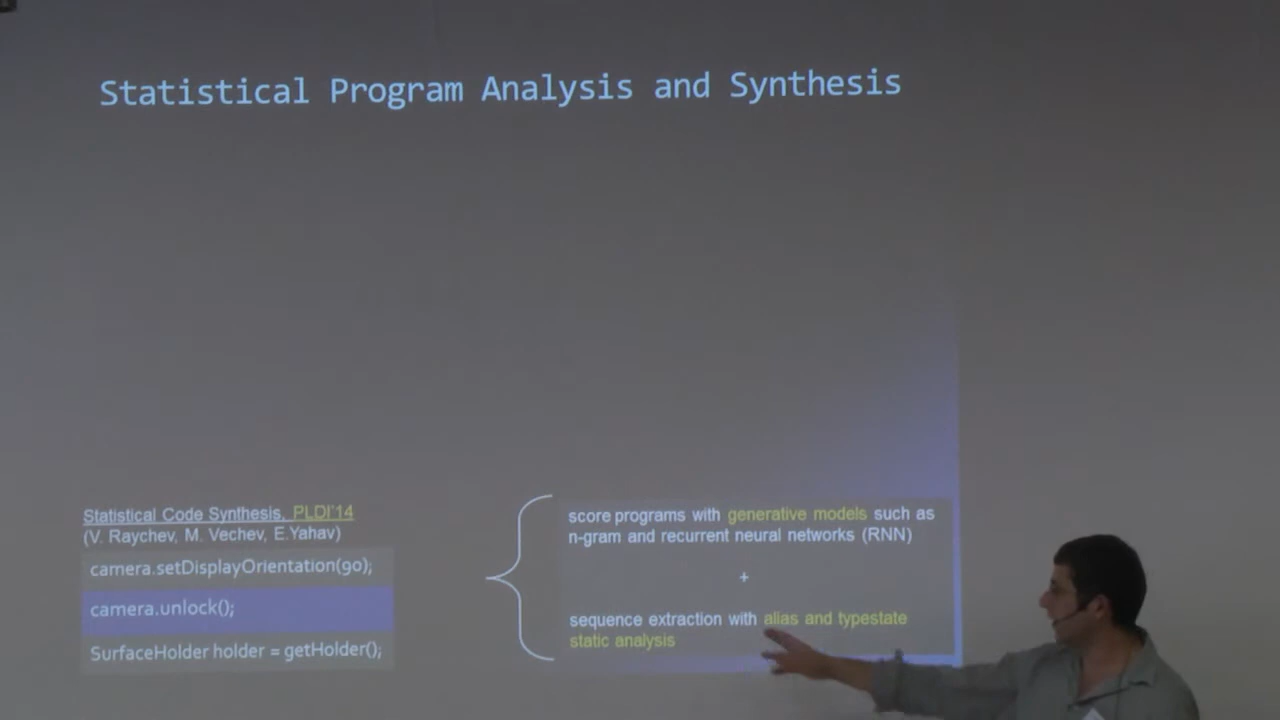 Statistical Program Analysis and Synthesis
Statistical Code Synthesis, PLDI'14
(V. Raychev, M. Vechev, E.Yahav)
camera.setDisplayOrientation(90);
camera.unlock();
SurfaceHolder holder = getHolder();
score programs with generative models such as
n-gram and recurrent neural networks (RNN)
+
sequence extraction with alias and typestate
static analysis